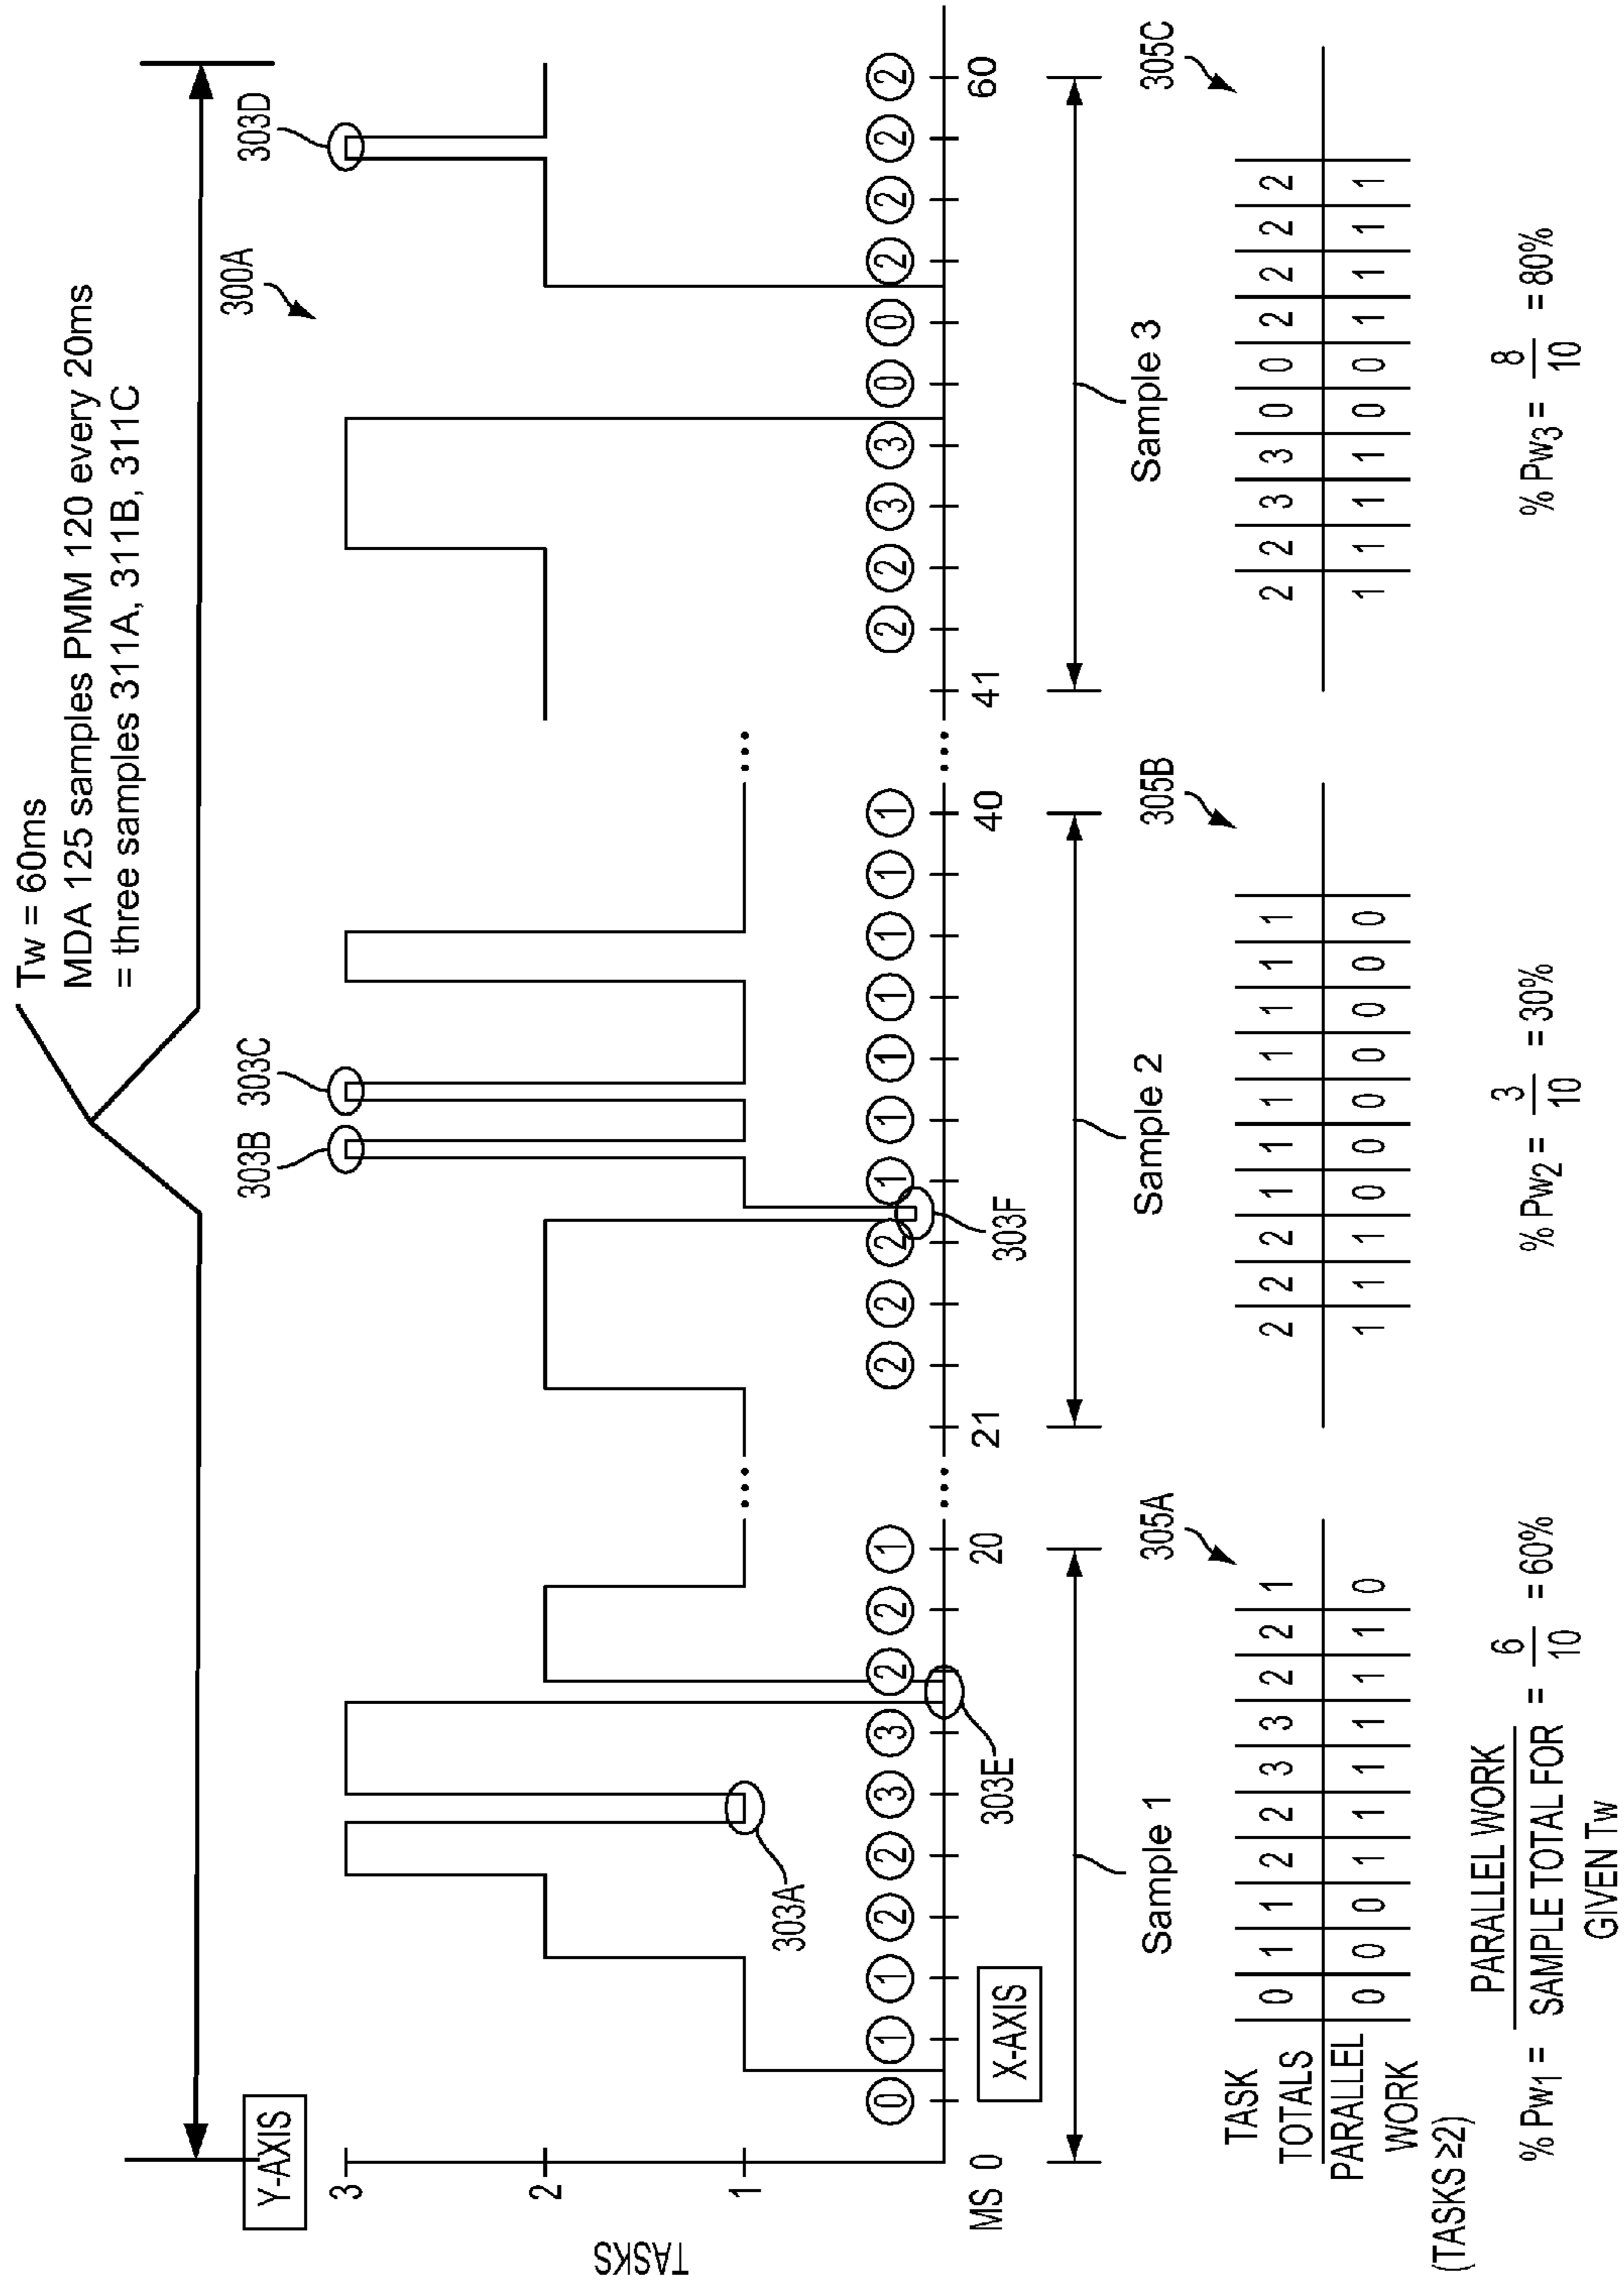 Tw = 60ms
MDA 125 samples PMM 120 every 20ms
= three samples 311A, 311B, 311C
Y-AXIS
303B 303C 300A 303D
3
2
1
TASKS
303A
0 1 1 2 2 3 3 2 2 1 2 2 2 1 1 1 1 1 1 1 2 2 3 3 0 0 2 2 2 2
MS 0 20 21 40 41 60
X-AXIS
303E
303F
Sample 1 Sample 2 Sample 3
305A 305B 305C
TASK
TOTALS
0 1 1 2 2 3 3 2 2 1
2 2 2 1 1 1 1 1 1 1
2 2 3 3 0 0 2 2 2 2
PARALLEL
WORK
(TASKS ≥2)
0 0 0 1 1 1 1 1 1 0
1 1 1 0 0 0 0 0 0 0
1 1 1 1 0 0 1 1 1 1
% Pw1 = PARALLEL WORK / SAMPLE TOTAL FOR GIVEN Tw = 6/10 = 60%
% Pw2 = 3/10 = 30%
% Pw3 = 8/10 = 80%